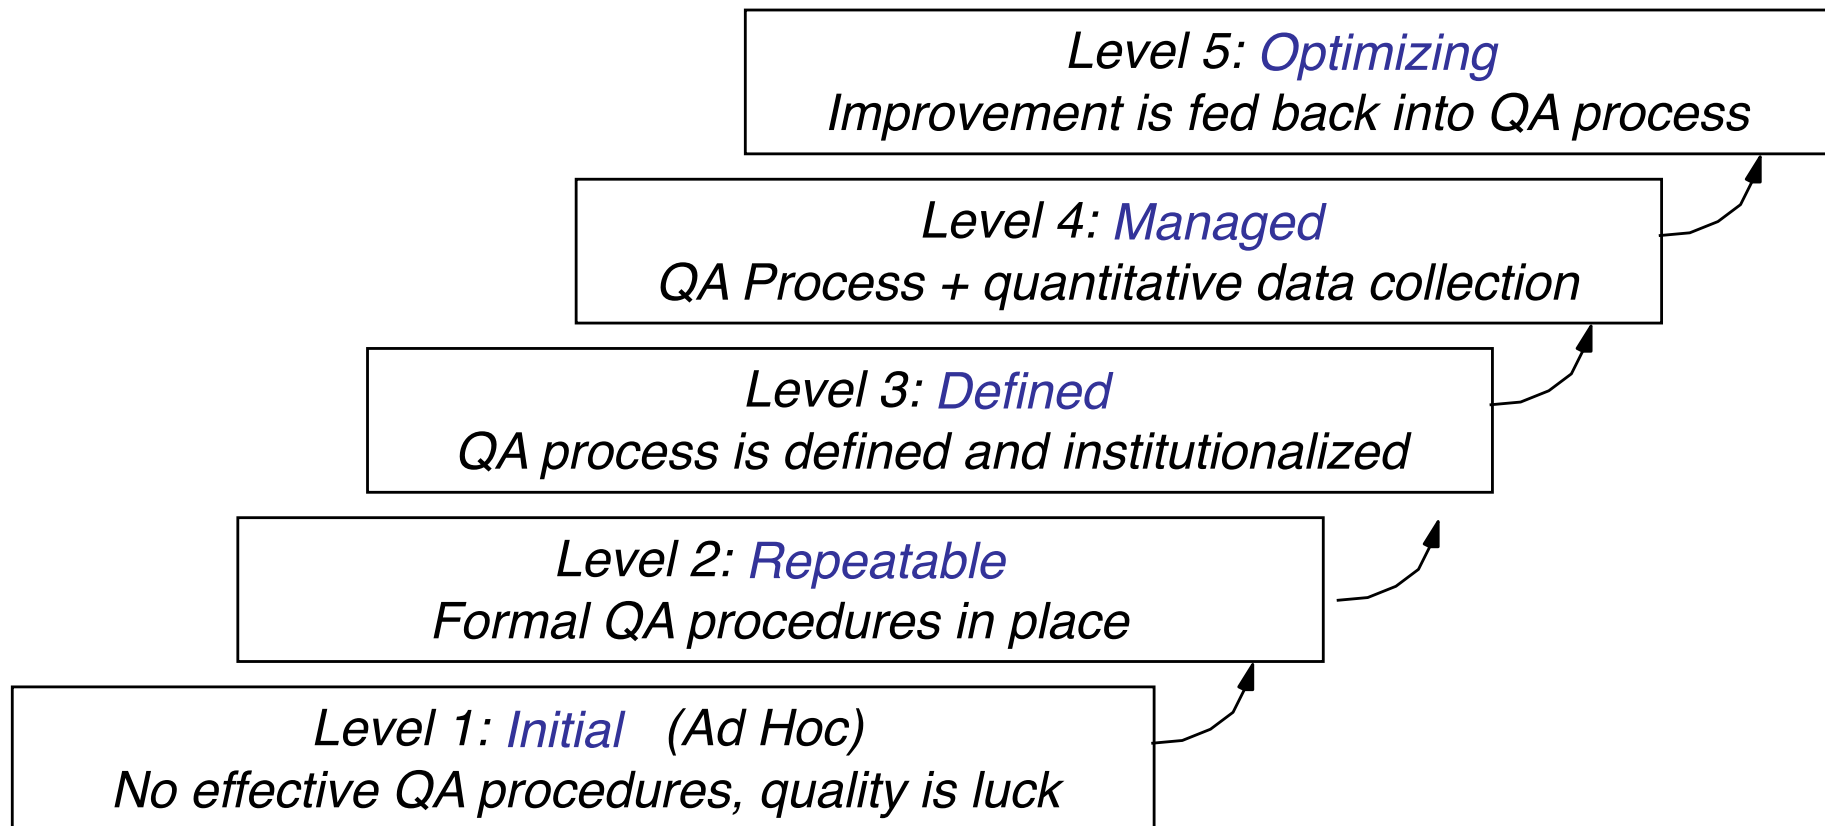 Level 5: Optimizing
Improvement is fed back into QA process
Level 4: Managed
QA Process + quantitative data collection
Level 3: Defined
QA process is defined and institutionalized
Level 2: Repeatable
Formal QA procedures in place
Level 1: Initial (Ad Hoc)
No effective QA procedures, quality is luck